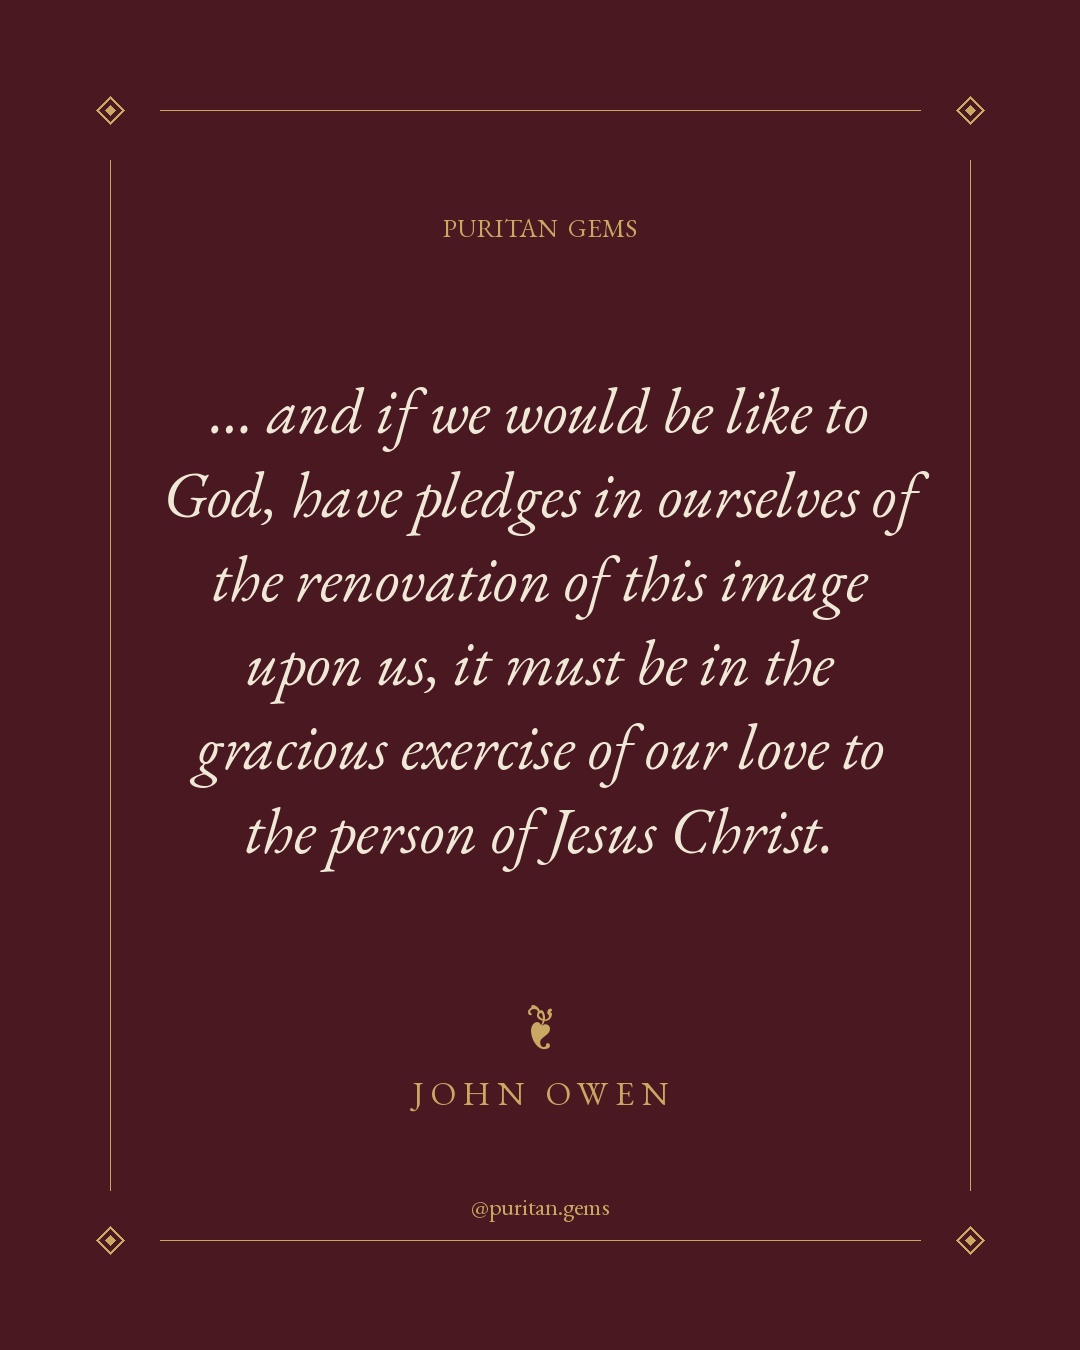 PURITAN GEMS
... and if we would be like to
God, have pledges in ourselves of
the renovation of this image
upon us, it must be in the
gracious exercise of our love to
the person of Jesus Christ.
JOHN OWEN
@puritan.gems